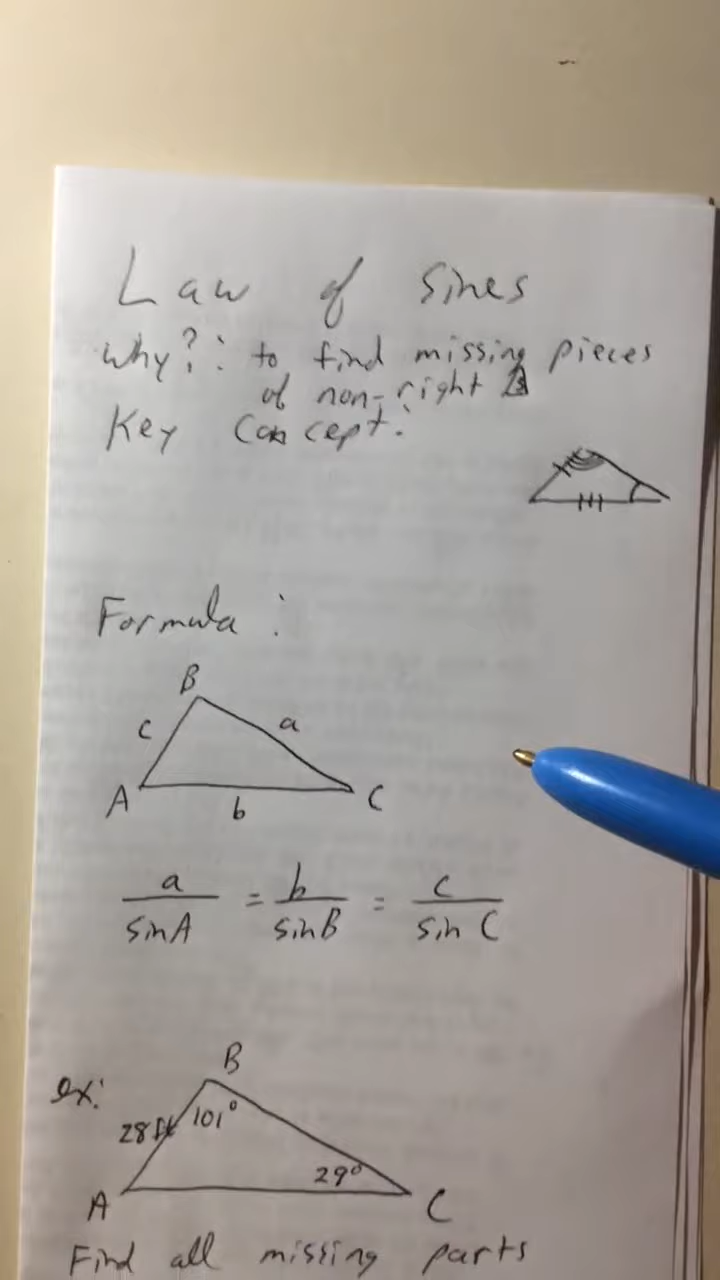 Law of Sines
Why?: to find missing pieces
of non-right △s
Key Concept:
Formula :
B
c a
A b C
a/sinA = b/sinB = c/sin C
ex:
B
28ft 101°
29°
A C
Find all missing parts